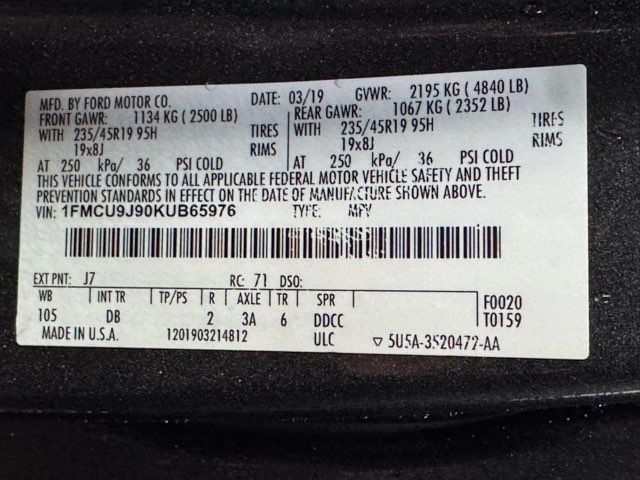 MFD. BY FORD MOTOR CO. DATE: 03/19 GVWR: 2195 KG ( 4840 LB)
FRONT GAWR: 1134 KG ( 2500 LB) REAR GAWR: 1067 KG ( 2352 LB)
WITH 235/45R19 95H TIRES WITH 235/45R19 95H TIRES
19x8J RIMS 19x8J RIMS
AT 250 kPa/ 36 PSI COLD AT 250 kPa/ 36 PSI COLD
THIS VEHICLE CONFORMS TO ALL APPLICABLE FEDERAL MOTOR VEHICLE SAFETY AND THEFT
PREVENTION STANDARDS IN EFFECT ON THE DATE OF MANUFACTURE SHOWN ABOVE.
VIN: 1FMCU9J90KUB65976 TYPE: MPV
EXT PNT: J7 RC: 71 DSO:
WB INT TR TP/PS R AXLE TR SPR F0020
105 DB 2 3A 6 DDCC T0159
MADE IN U.S.A. 1201903214812 ULC ▽ 5U5A-3520472-AA